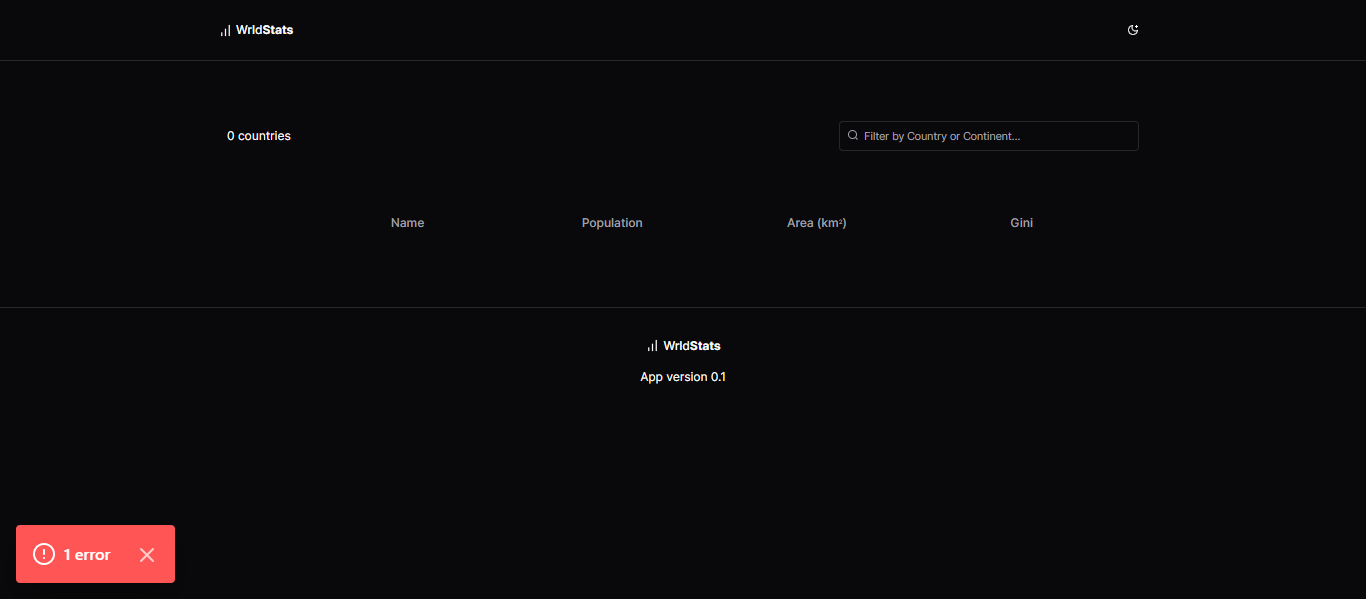 WrldStats
0 countries
Filter by Country or Continent...
Name Population Area (km²) Gini
WrldStats
App version 0.1
1 error